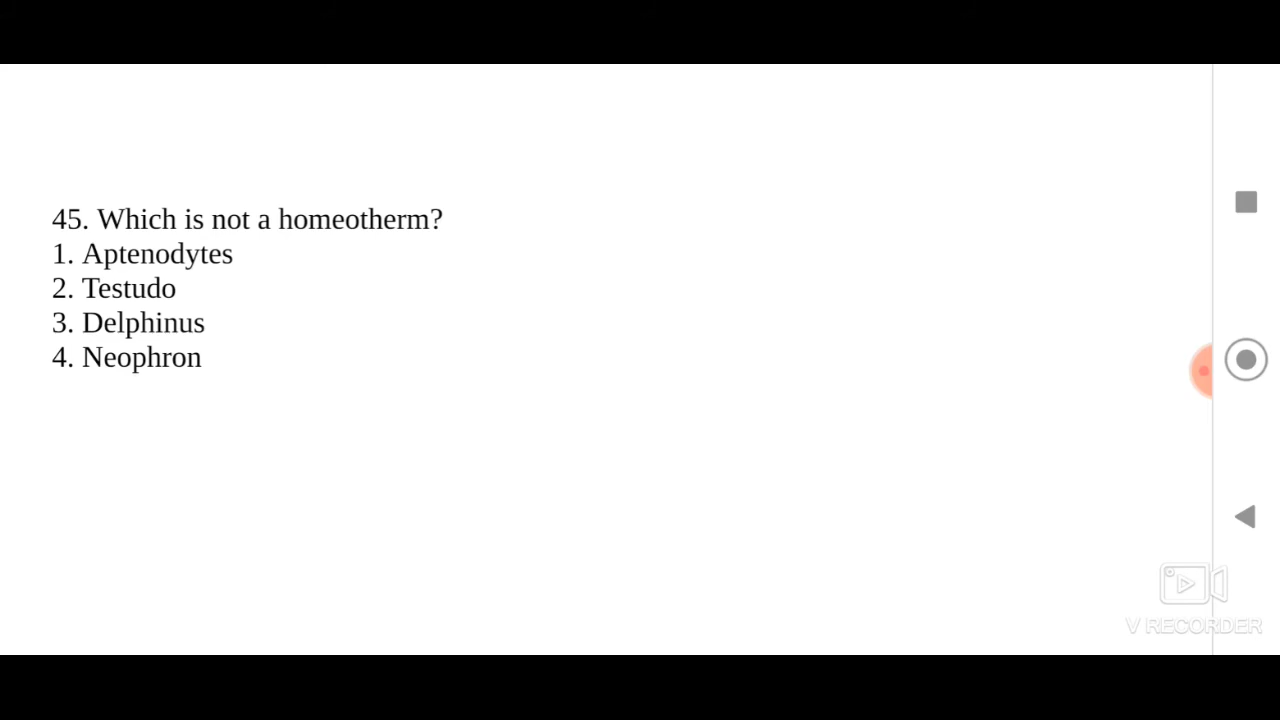 45. Which is not a homeotherm?
1. Aptenodytes
2. Testudo
3. Delphinus
4. Neophron
V RECORDER